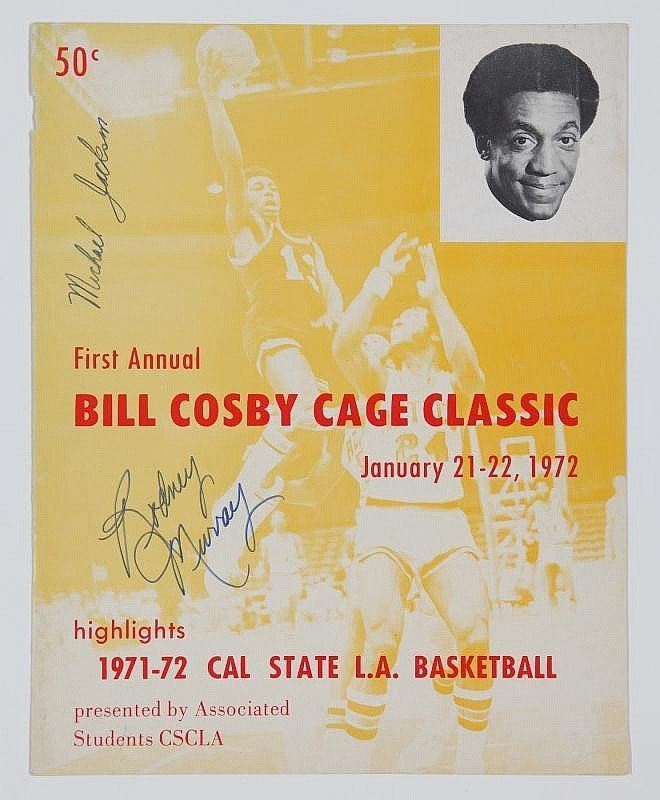 50¢
Michael Jackson
First Annual
BILL COSBY CAGE CLASSIC
January 21-22, 1972
Rodney
Murray
highlights
1971-72 CAL STATE L.A. BASKETBALL
presented by Associated
Students CSCLA